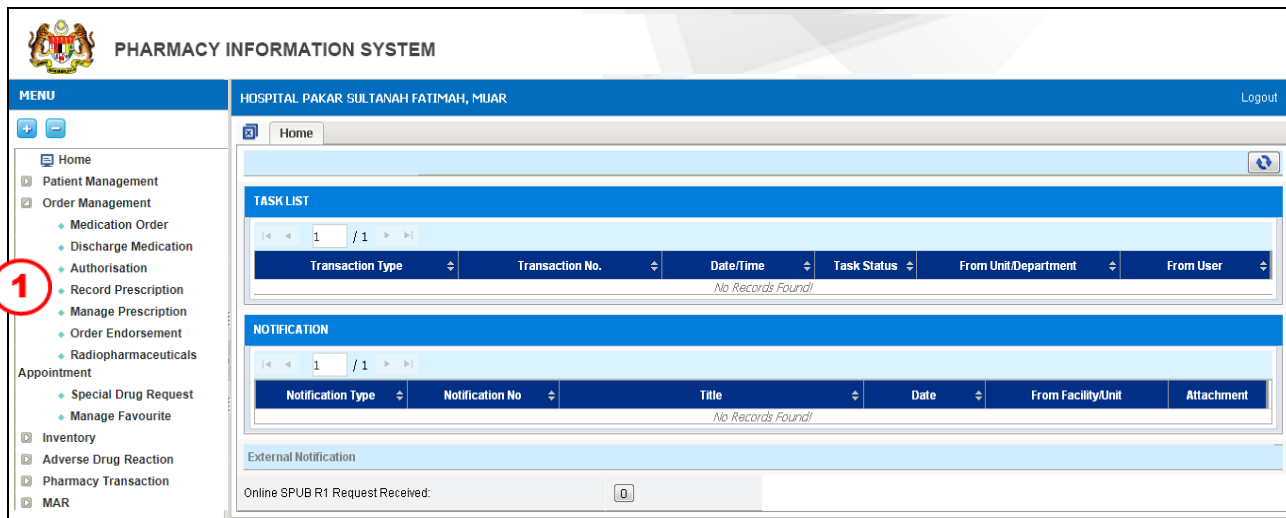 PHARMACY INFORMATION SYSTEM
MENU
HOSPITAL PAKAR SULTANAH FATIMAH, MUAR
Logout
Home
Home
Patient Management
Order Management
Medication Order
Discharge Medication
Authorisation
1
Record Prescription
Manage Prescription
Order Endorsement
Radiopharmaceuticals
Appointment
Special Drug Request
Manage Favourite
Inventory
Adverse Drug Reaction
Pharmacy Transaction
MAR
TASK LIST
1 / 1
Transaction Type Transaction No. Date/Time Task Status From Unit/Department From User
No Records Found!
NOTIFICATION
1 / 1
Notification Type Notification No Title Date From Facility/Unit Attachment
No Records Found!
External Notification
Online SPUB R1 Request Received: 0